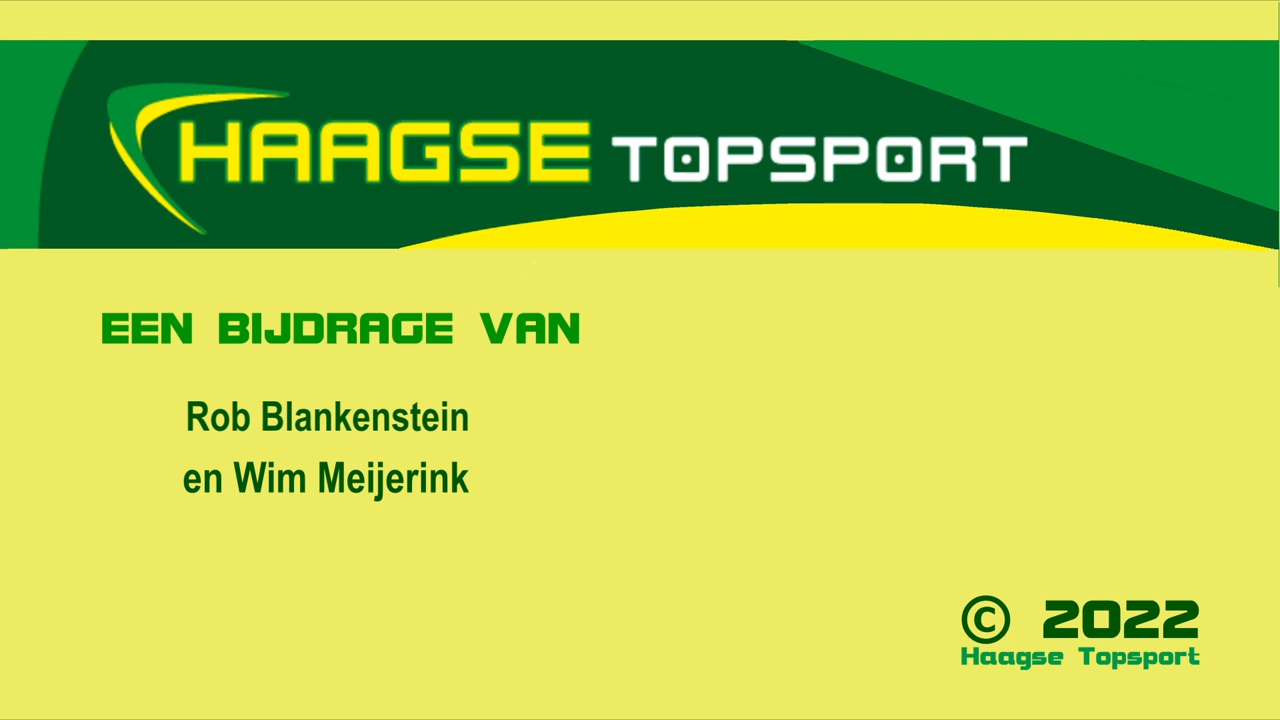 HAAGSE TOPSPORT
EEN BIJDRAGE VAN
Rob Blankenstein
en Wim Meijerink
© 2022
Haagse Topsport